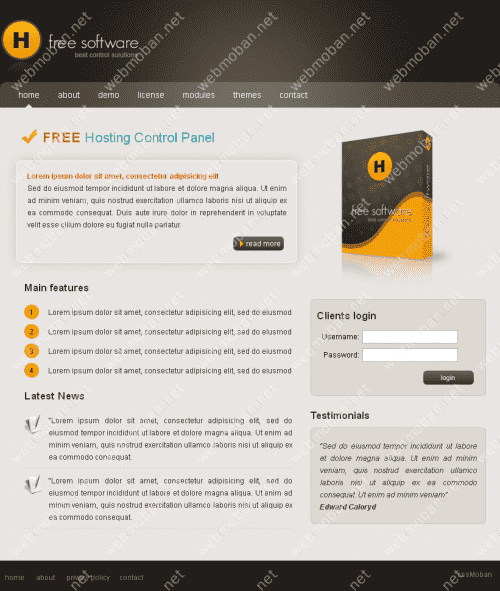 H free software
best control solutions
home about demo license modules themes contact
FREE Hosting Control Panel
Lorem ipsum dolor sit amet, consectetur adipisicing elit
Sed do eiusmod tempor incididunt ut labore et dolore magna aliqua. Ut enim
ad minim veniam, quis nostrud exercitation ullamco laboris nisi ut aliquip ex
ea commodo consequat. Duis aute irure dolor in reprehenderit in voluptate
velit esse cillum dolore eu fugiat nulla pariatur.
read more
H
free software
Main features
1 Lorem ipsum dolor sit amet, consectetur adipisicing elit, sed do eiusmod
2 Lorem ipsum dolor sit amet, consectetur adipisicing elit, sed do eiusmod
3 Lorem ipsum dolor sit amet, consectetur adipisicing elit, sed do eiusmod
4 Lorem ipsum dolor sit amet, consectetur adipisicing elit, sed do eiusmod
Latest News
"Lorem ipsum dolor sit amet, consectetur adipisicing elit, sed do
eiusmod tempor incididunt ut labore et dolore magna aliqua. Ut enim ad
minim veniam, quis nostrud exercitation ullamco laboris nisi ut aliquip ex
ea commodo consequat.
"Lorem ipsum dolor sit amet, consectetur adipisicing elit, sed do
eiusmod tempor incididunt ut labore et dolore magna aliqua. Ut enim ad
minim veniam, quis nostrud exercitation ullamco laboris nisi ut aliquip ex
ea commodo consequat.
Clients login
Username:
Password:
login
Testimonials
"Sed do eiusmod tempor incididunt ut labore
et dolore magna aliqua. Ut enim ad minim
veniam, quis nostrud exercitation ullamco
laboris nisi ut aliquip ex ea commodo
consequat. Ut enim ad minim veniam"
Edward Caloryd
home about privacy policy contact
cssMoban
webmoban.net